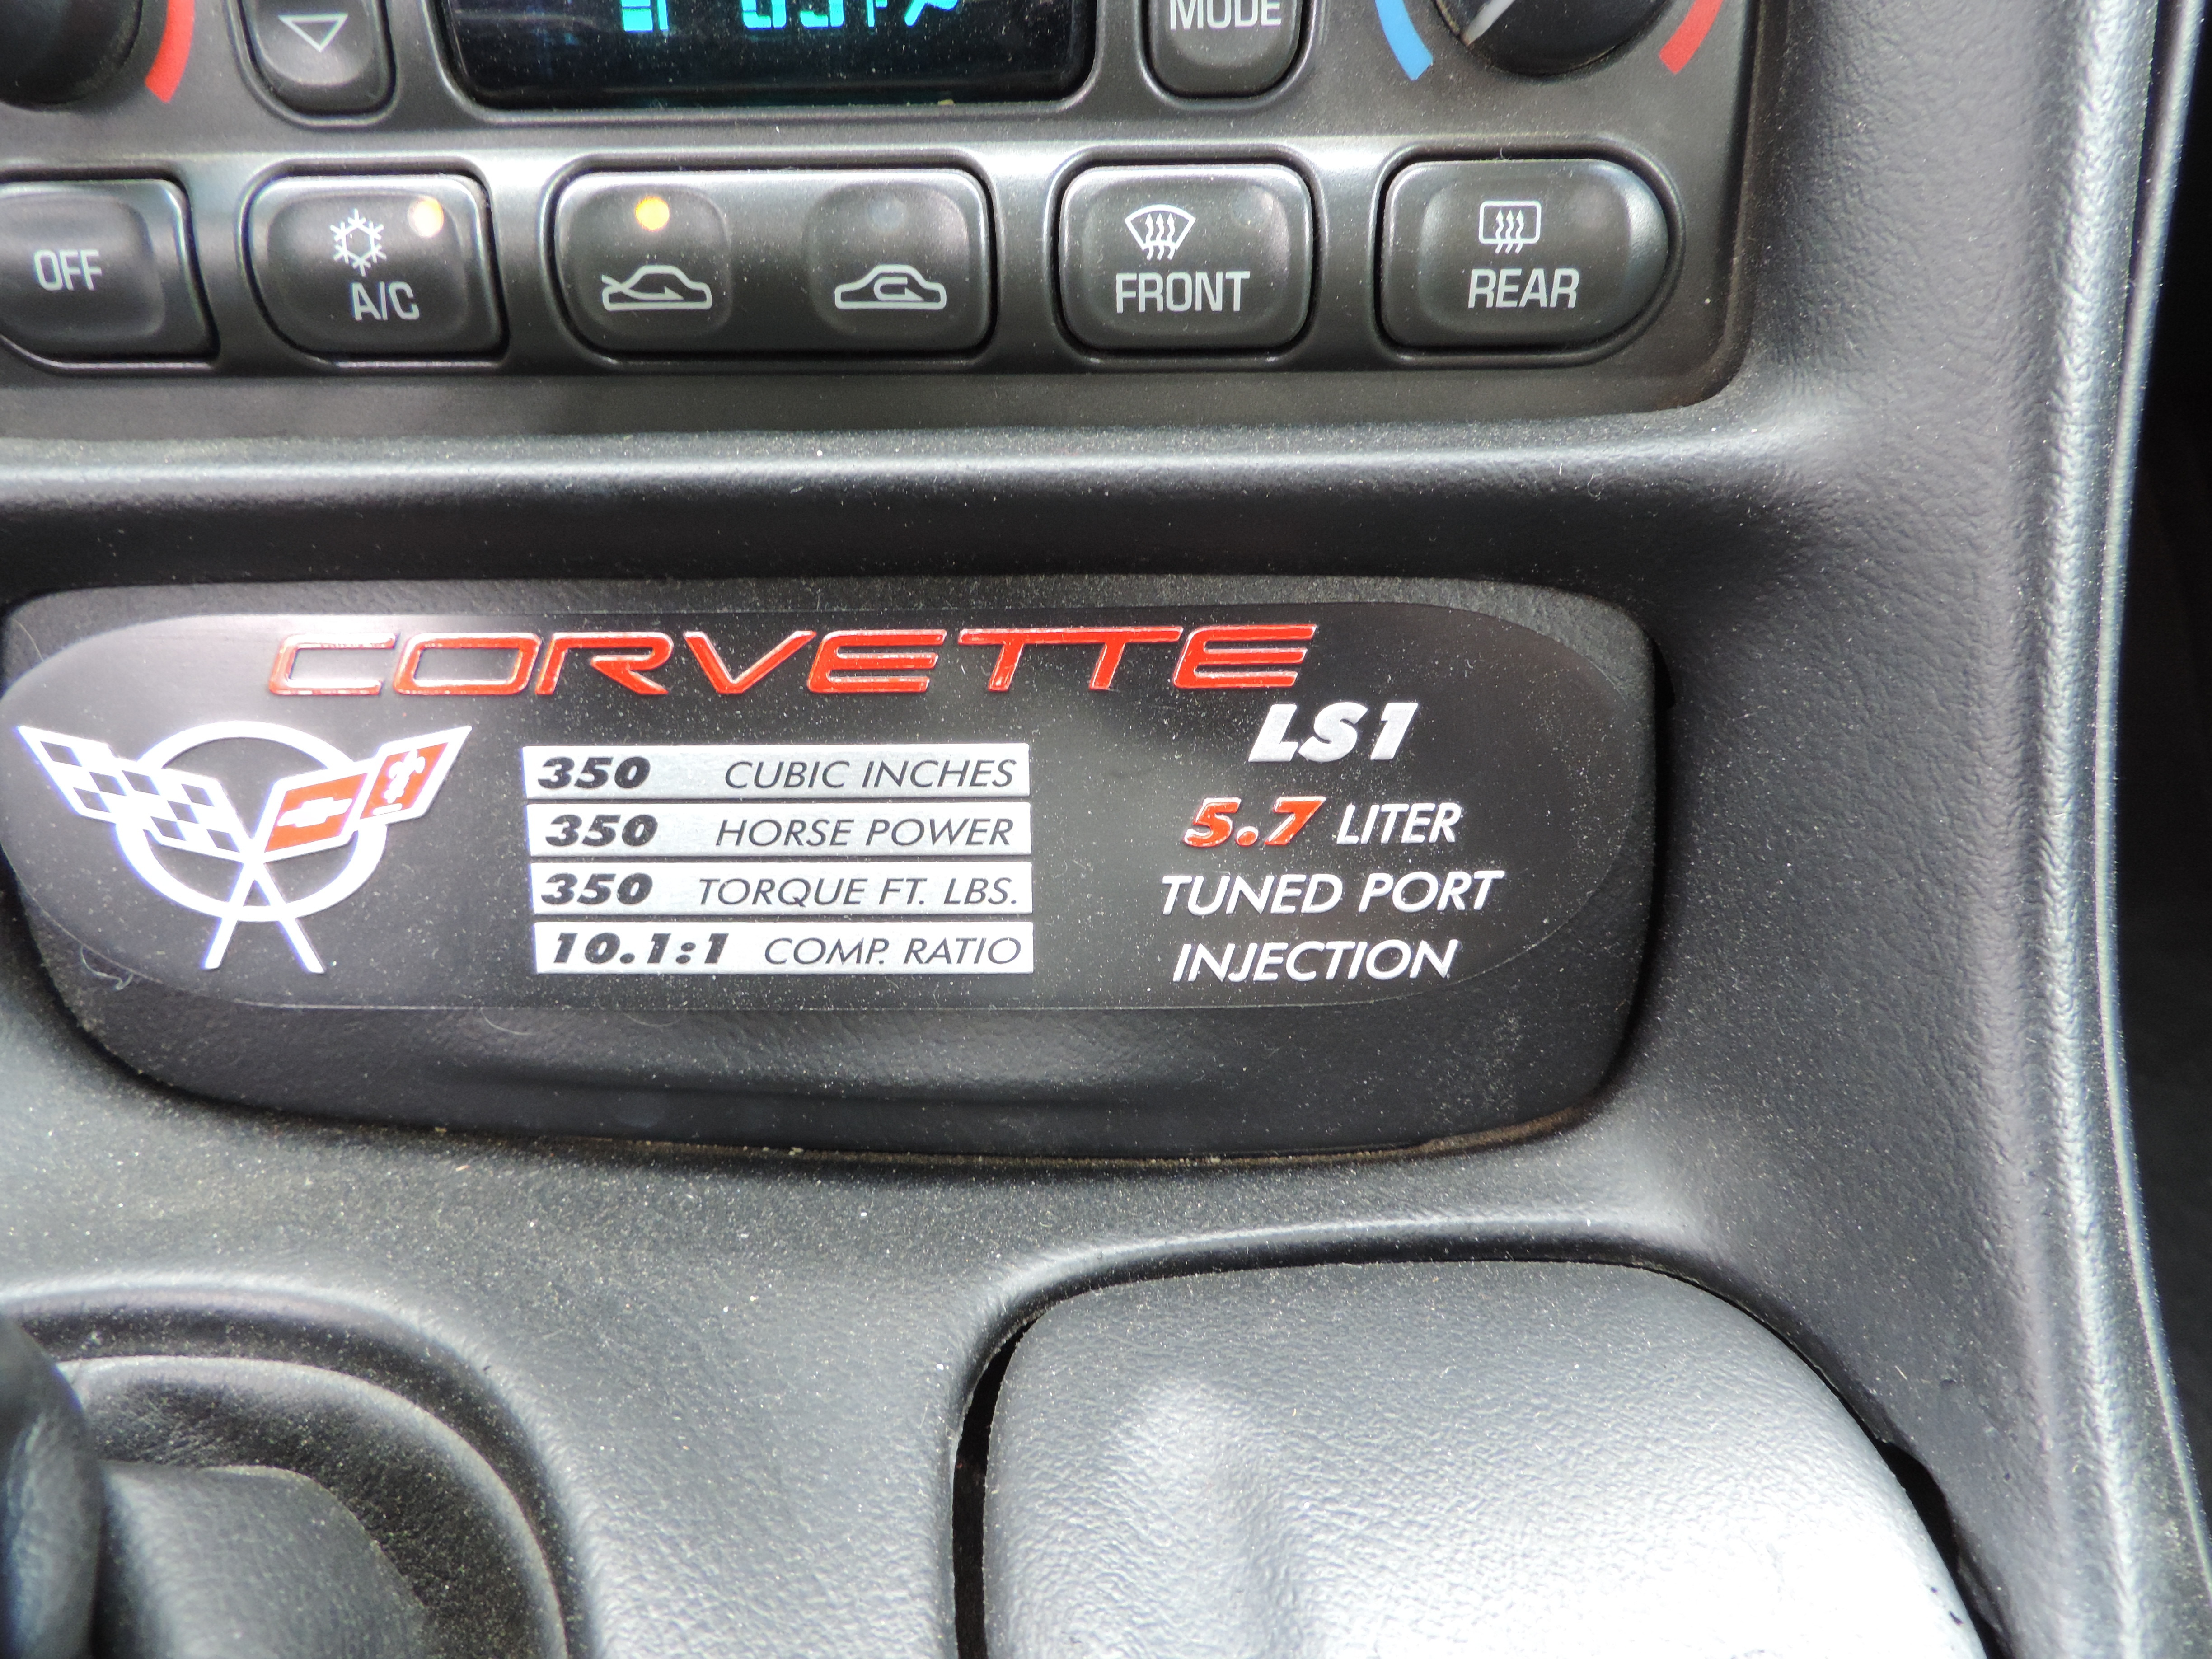 MODE
OFF
A/C
FRONT
REAR
CORVETTE
LS1
350 CUBIC INCHES
350 HORSE POWER
350 TORQUE FT. LBS.
10.1:1 COMP. RATIO
5.7 LITER
TUNED PORT
INJECTION